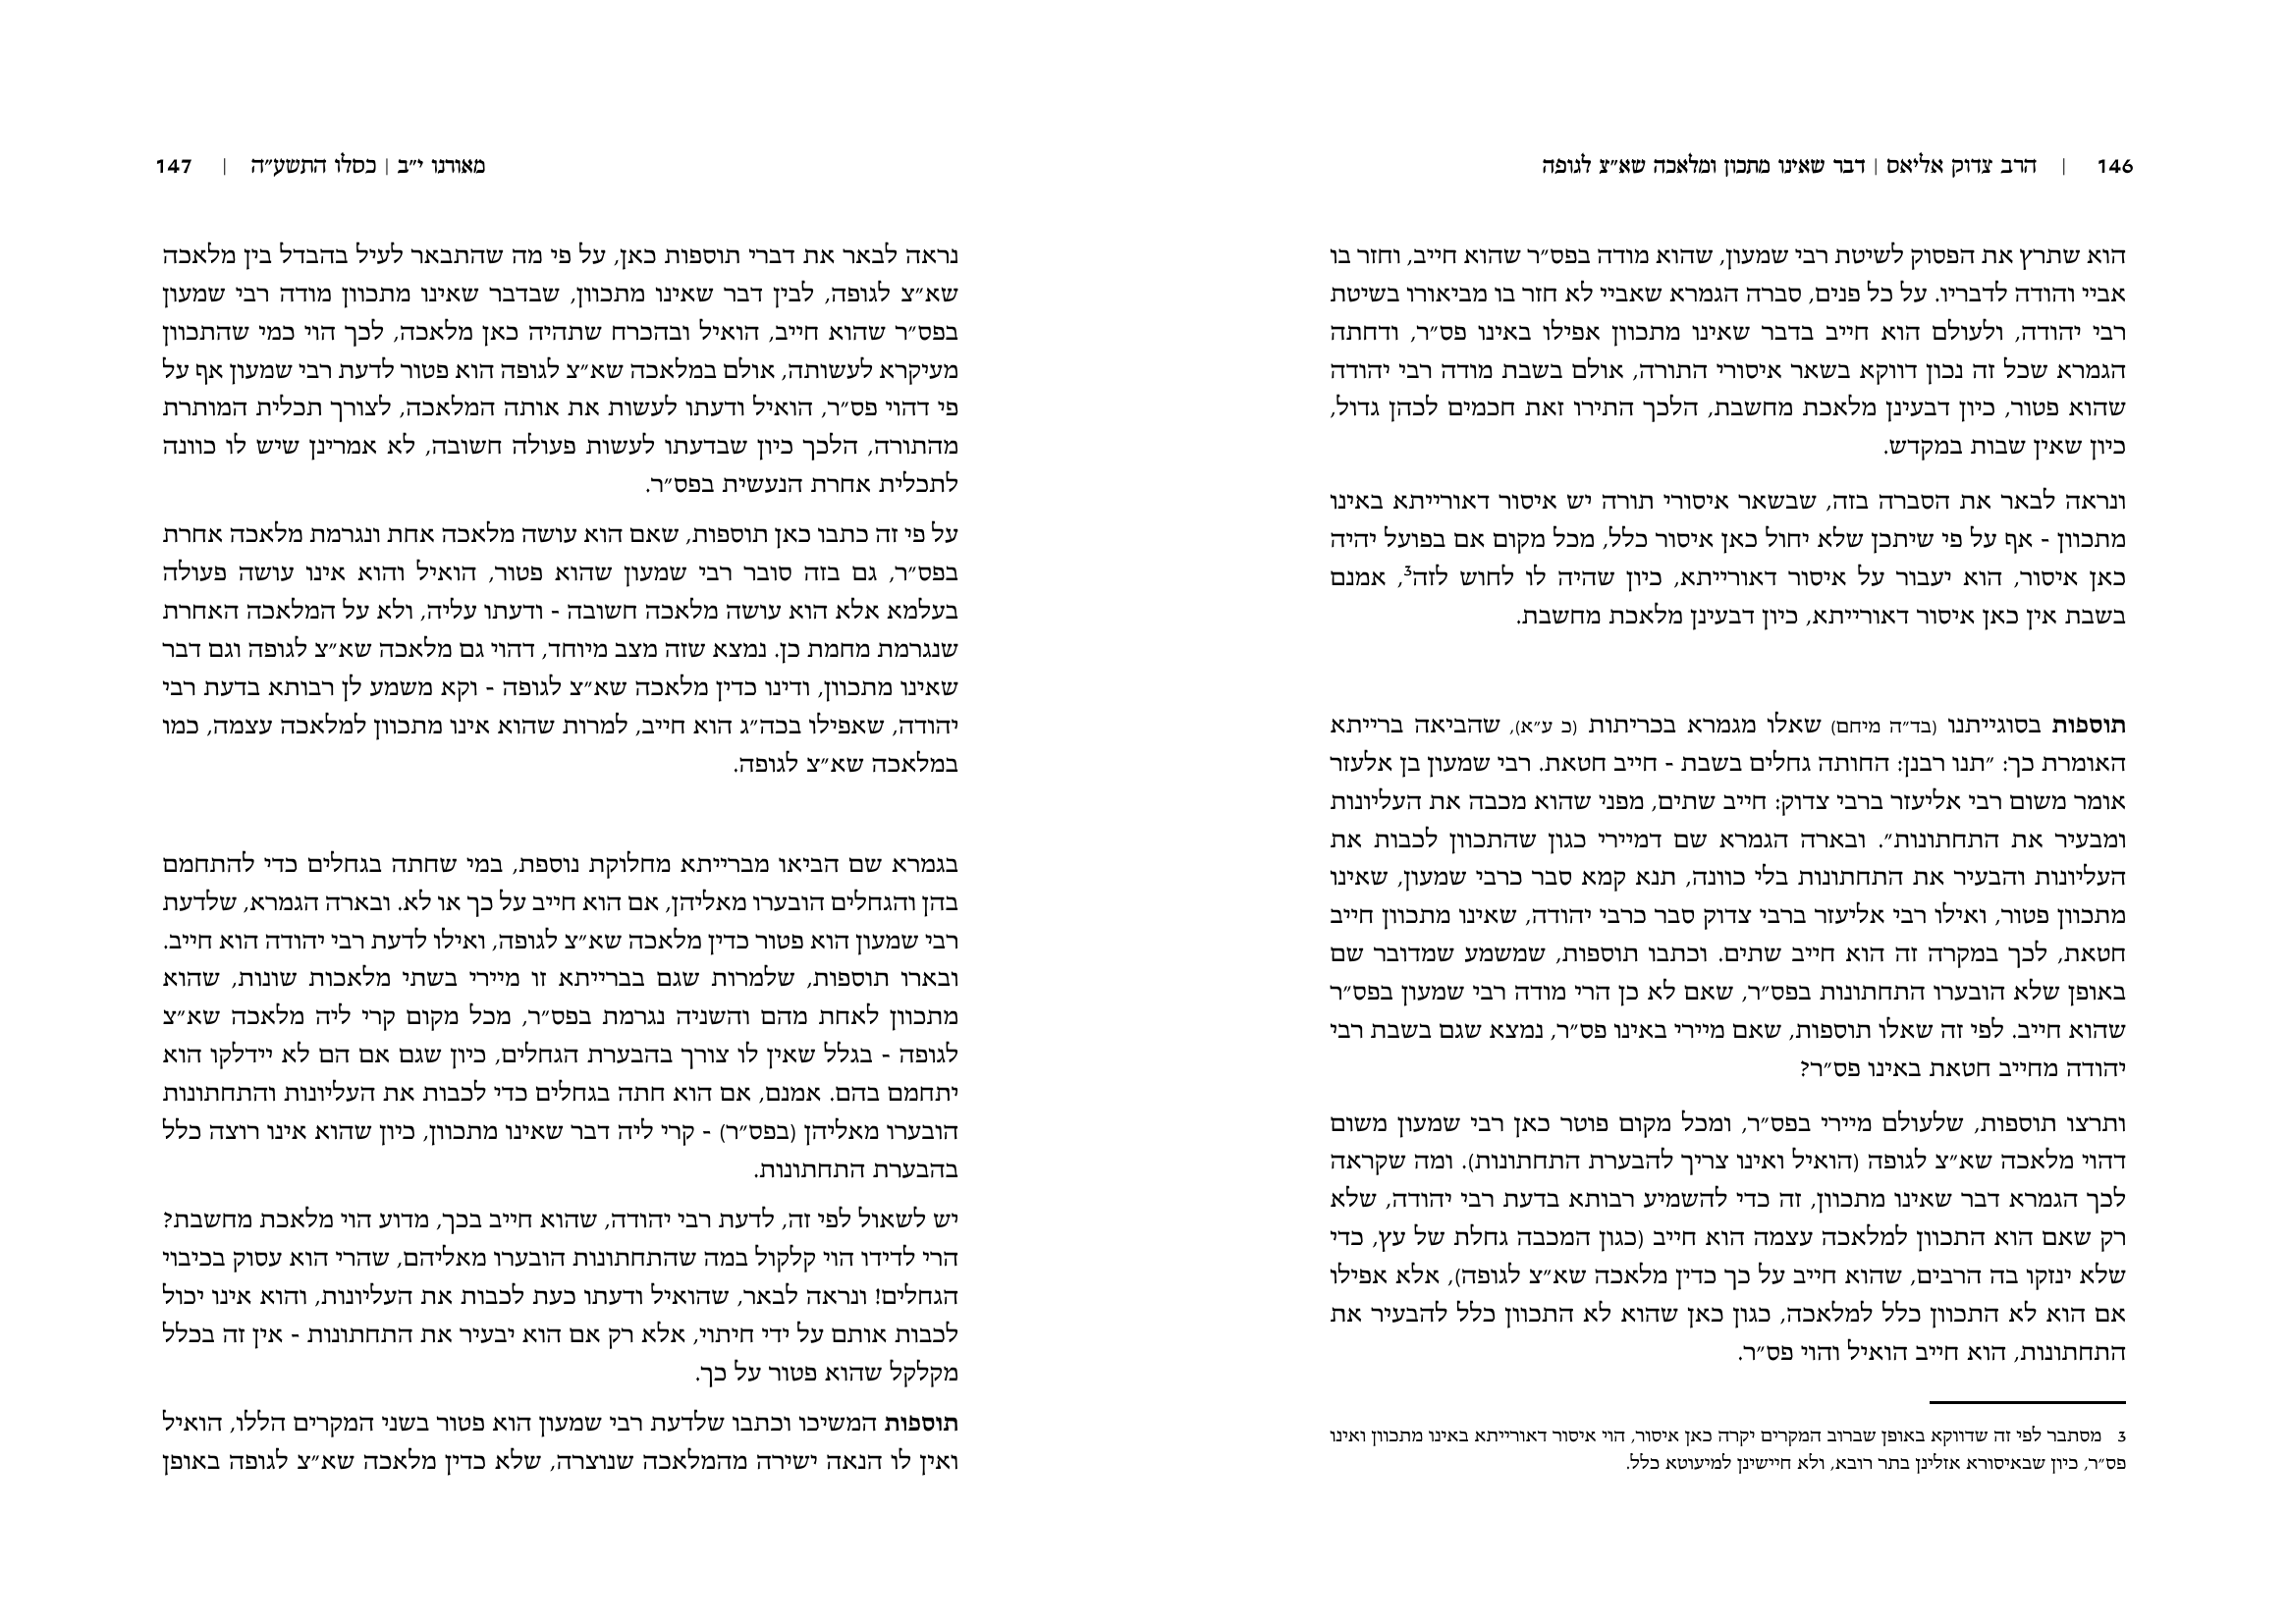 146 | הרב צדוק אליאס | דבר שאינו מתכון ומלאכה שא״צ לגופה
הוא שתרץ את הפסוק לשיטת רבי שמעון, שהוא מודה בפס״ר שהוא חייב, וחזר בו
אביי והודה לדבריו. על כל פנים, סברה הגמרא שאביי לא חזר בו מביאורו בשיטת
רבי יהודה, ולעולם הוא חייב בדבר שאינו מתכוון אפילו באינו פס״ר, ודחתה
הגמרא שכל זה נכון דווקא בשאר איסורי התורה, אולם בשבת מודה רבי יהודה
שהוא פטור, כיון דבעינן מלאכת מחשבת, הלכך התירו זאת חכמים לכהן גדול,
כיון שאין שבות במקדש.
ונראה לבאר את הסברה בזה, שבשאר איסורי תורה יש איסור דאורייתא באינו
מתכוון - אף על פי שיתכן שלא יחול כאן איסור כלל, מכל מקום אם בפועל יהיה
כאן איסור, הוא יעבור על איסור דאורייתא, כיון שהיה לו לחוש לזה3, אמנם
בשבת אין כאן איסור דאורייתא, כיון דבעינן מלאכת מחשבת.
תוספות בסוגייתנו (בד״ה מיחם) שאלו מגמרא בכריתות (כ ע״א), שהביאה ברייתא
האומרת כך: ״תנו רבנן: החותה גחלים בשבת - חייב חטאת. רבי שמעון בן אלעזר
אומר משום רבי אליעזר ברבי צדוק: חייב שתים, מפני שהוא מכבה את העליונות
ומבעיר את התחתונות״. ובארה הגמרא שם דמיירי כגון שהתכוון לכבות את
העליונות והבעיר את התחתונות בלי כוונה, תנא קמא סבר כרבי שמעון, שאינו
מתכוון פטור, ואילו רבי אליעזר ברבי צדוק סבר כרבי יהודה, שאינו מתכוון חייב
חטאת, לכך במקרה זה הוא חייב שתים. וכתבו תוספות, שמשמע שמדובר שם
באופן שלא הובערו התחתונות בפס״ר, שאם לא כן הרי מודה רבי שמעון בפס״ר
שהוא חייב. לפי זה שאלו תוספות, שאם מיירי באינו פס״ר, נמצא שגם בשבת רבי
יהודה מחייב חטאת באינו פס״ר?
ותרצו תוספות, שלעולם מיירי בפס״ר, ומכל מקום פוטר כאן רבי שמעון משום
דהוי מלאכה שא״צ לגופה (הואיל ואינו צריך להבערת התחתונות). ומה שקראה
לכך הגמרא דבר שאינו מתכוון, זה כדי להשמיע רבותא בדעת רבי יהודה, שלא
רק שאם הוא התכוון למלאכה עצמה הוא חייב (כגון המכבה גחלת של עץ, כדי
שלא ינזקו בה הרבים, שהוא חייב על כך כדין מלאכה שא״צ לגופה), אלא אפילו
אם הוא לא התכוון כלל למלאכה, כגון כאן שהוא לא התכוון כלל להבעיר את
התחתונות, הוא חייב הואיל והוי פס״ר.
3 מסתבר לפי זה שדווקא באופן שברוב המקרים יקרה כאן איסור, הוי איסור דאורייתא באינו מתכוון ואינו
פס״ר, כיון שבאיסורא אזלינן בתר רובא, ולא חיישינן למיעוטא כלל.
מאורנו י״ב | כסלו התשע״ה | 147
נראה לבאר את דברי תוספות כאן, על פי מה שהתבאר לעיל בהבדל בין מלאכה
שא״צ לגופה, לבין דבר שאינו מתכוון, שבדבר שאינו מתכוון מודה רבי שמעון
בפס״ר שהוא חייב, הואיל ובהכרח שתהיה כאן מלאכה, לכך הוי כמי שהתכוון
מעיקרא לעשותה, אולם במלאכה שא״צ לגופה הוא פטור לדעת רבי שמעון אף על
פי דהוי פס״ר, הואיל ודעתו לעשות את אותה המלאכה, לצורך תכלית המותרת
מהתורה, הלכך כיון שבדעתו לעשות פעולה חשובה, לא אמרינן שיש לו כוונה
לתכלית אחרת הנעשית בפס״ר.
על פי זה כתבו כאן תוספות, שאם הוא עושה מלאכה אחת ונגרמת מלאכה אחרת
בפס״ר, גם בזה סובר רבי שמעון שהוא פטור, הואיל והוא אינו עושה פעולה
בעלמא אלא הוא עושה מלאכה חשובה - ודעתו עליה, ולא על המלאכה האחרת
שנגרמת מחמת כן. נמצא שזה מצב מיוחד, דהוי גם מלאכה שא״צ לגופה וגם דבר
שאינו מתכוון, ודינו כדין מלאכה שא״צ לגופה - וקא משמע לן רבותא בדעת רבי
יהודה, שאפילו בכה״ג הוא חייב, למרות שהוא אינו מתכוון למלאכה עצמה, כמו
במלאכה שא״צ לגופה.
בגמרא שם הביאו מברייתא מחלוקת נוספת, במי שחתה בגחלים כדי להתחמם
בהן והגחלים הובערו מאליהן, אם הוא חייב על כך או לא. ובארה הגמרא, שלדעת
רבי שמעון הוא פטור כדין מלאכה שא״צ לגופה, ואילו לדעת רבי יהודה הוא חייב.
ובארו תוספות, שלמרות שגם בברייתא זו מיירי בשתי מלאכות שונות, שהוא
מתכוון לאחת מהם והשניה נגרמת בפס״ר, מכל מקום קרי ליה מלאכה שא״צ
לגופה - בגלל שאין לו צורך בהבערת הגחלים, כיון שגם אם הם לא יידלקו הוא
יתחמם בהם. אמנם, אם הוא חתה בגחלים כדי לכבות את העליונות והתחתונות
הובערו מאליהן (בפס״ר) - קרי ליה דבר שאינו מתכוון, כיון שהוא אינו רוצה כלל
בהבערת התחתונות.
יש לשאול לפי זה, לדעת רבי יהודה, שהוא חייב בכך, מדוע הוי מלאכת מחשבת?
הרי לדידו הוי קלקול במה שהתחתונות הובערו מאליהם, שהרי הוא עסוק בכיבוי
הגחלים! ונראה לבאר, שהואיל ודעתו כעת לכבות את העליונות, והוא אינו יכול
לכבות אותם על ידי חיתוי, אלא רק אם הוא יבעיר את התחתונות - אין זה בכלל
מקלקל שהוא פטור על כך.
תוספות המשיכו וכתבו שלדעת רבי שמעון הוא פטור בשני המקרים הללו, הואיל
ואין לו הנאה ישירה מהמלאכה שנוצרה, שלא כדין מלאכה שא״צ לגופה באופן